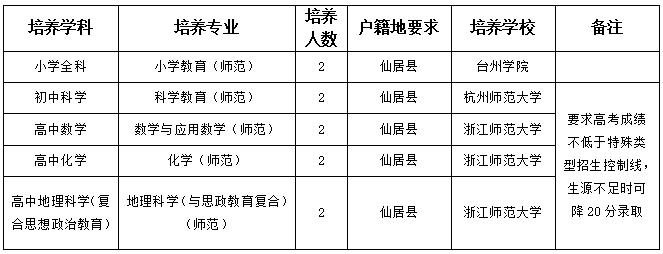 培养学科 培养专业 培养人数 户籍地要求 培养学校 备注
小学全科 小学教育（师范） 2 仙居县 台州学院
初中科学 科学教育（师范） 2 仙居县 杭州师范大学
高中数学 数学与应用数学（师范） 2 仙居县 浙江师范大学
高中化学 化学（师范） 2 仙居县 浙江师范大学
高中地理科学（复合思想政治教育） 地理科学（与思政教育复合）（师范） 2 仙居县 浙江师范大学
要求高考成绩
不低于特殊类
型招生控制线，
生源不足时可
降20分录取